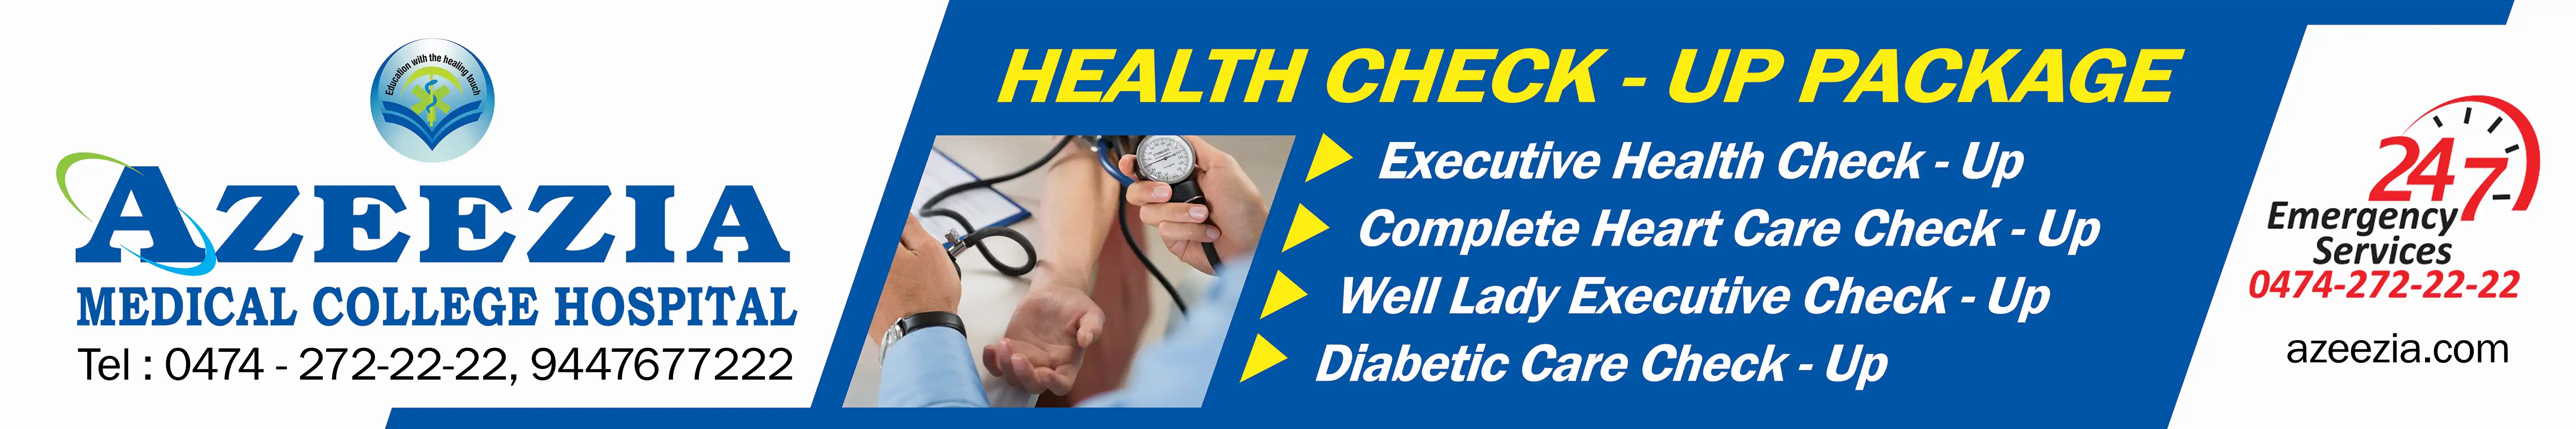 Education with the healing touch
AZEEZIA
MEDICAL COLLEGE HOSPITAL
Tel : 0474 - 272-22-22, 9447677222
HEALTH CHECK - UP PACKAGE
Executive Health Check - Up
Complete Heart Care Check - Up
Well Lady Executive Check - Up
Diabetic Care Check - Up
24 7
Emergency
Services
0474-272-22-22
azeezia.com